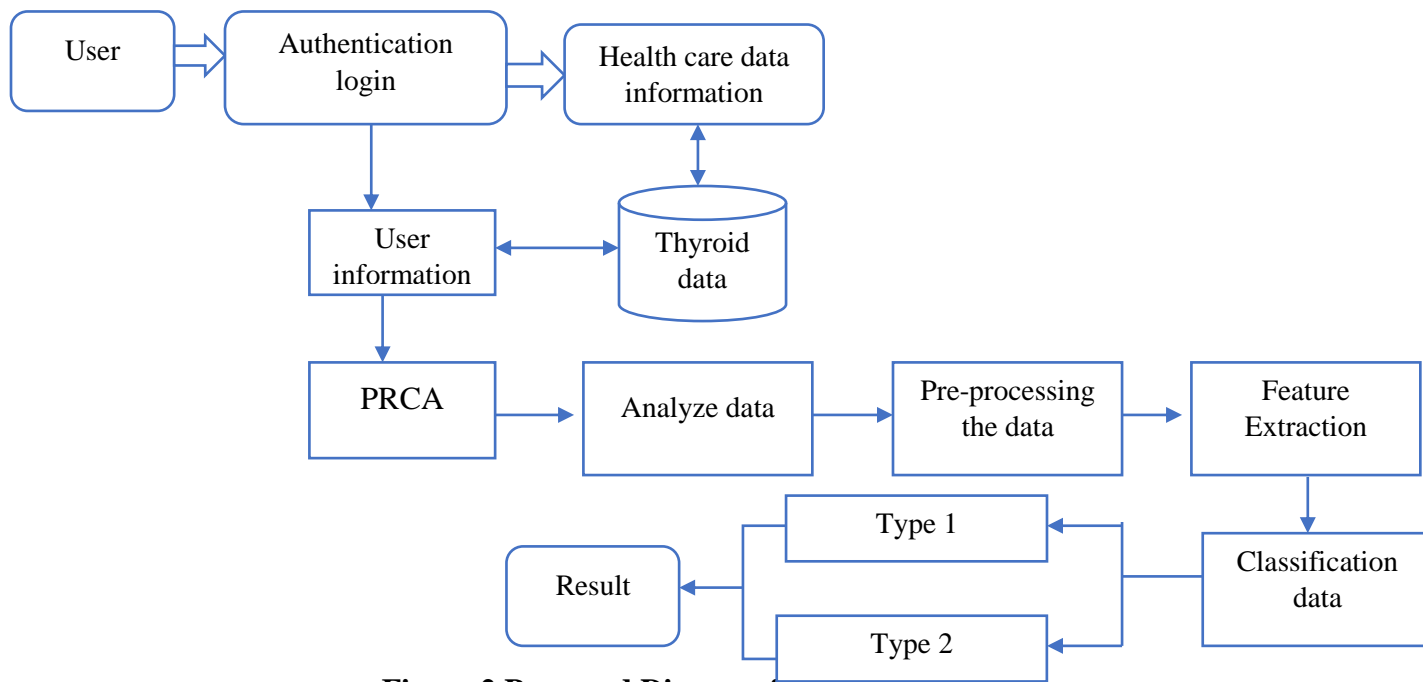 User
Authentication
login
Health care data
information
User
information
Thyroid
data
PRCA
Analyze data
Pre-processing
the data
Feature
Extraction
Type 1
Classification
data
Result
Type 2